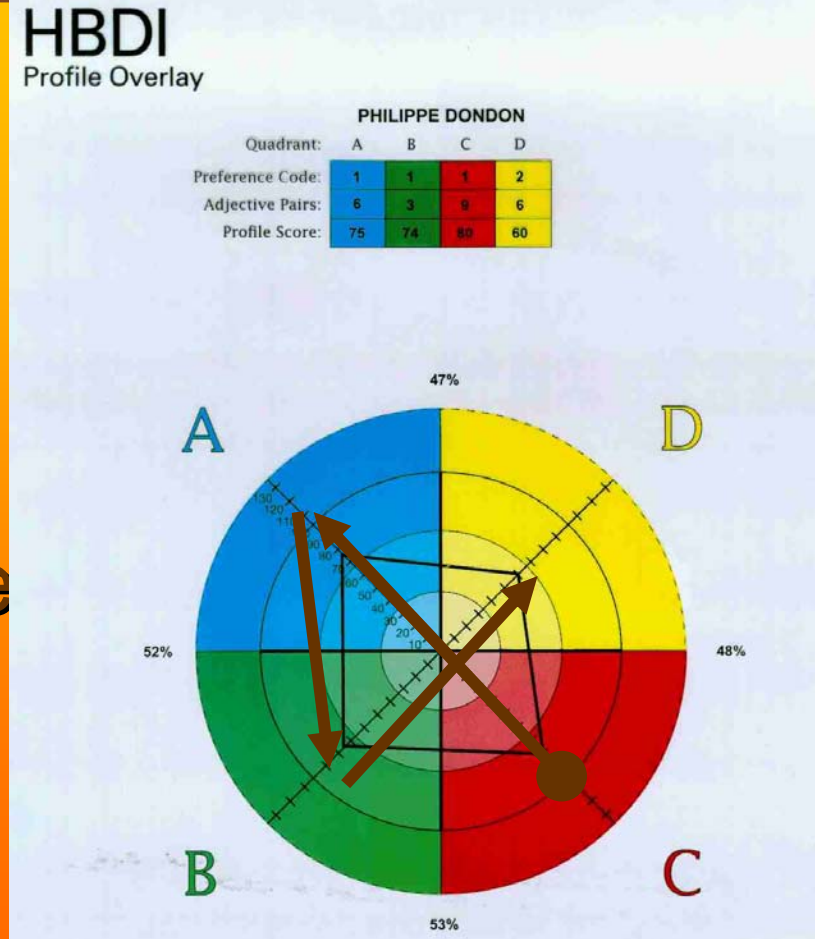 HBDI
Profile Overlay
PHILIPPE DONDON
Quadrant: A B C D
Preference Code: 1 1 1 2
Adjective Pairs: 6 3 9 6
Profile Score: 75 74 80 60
47%
A D
130
120
90
80
60
50
40
30
20
10
52% 48%
B C
53%